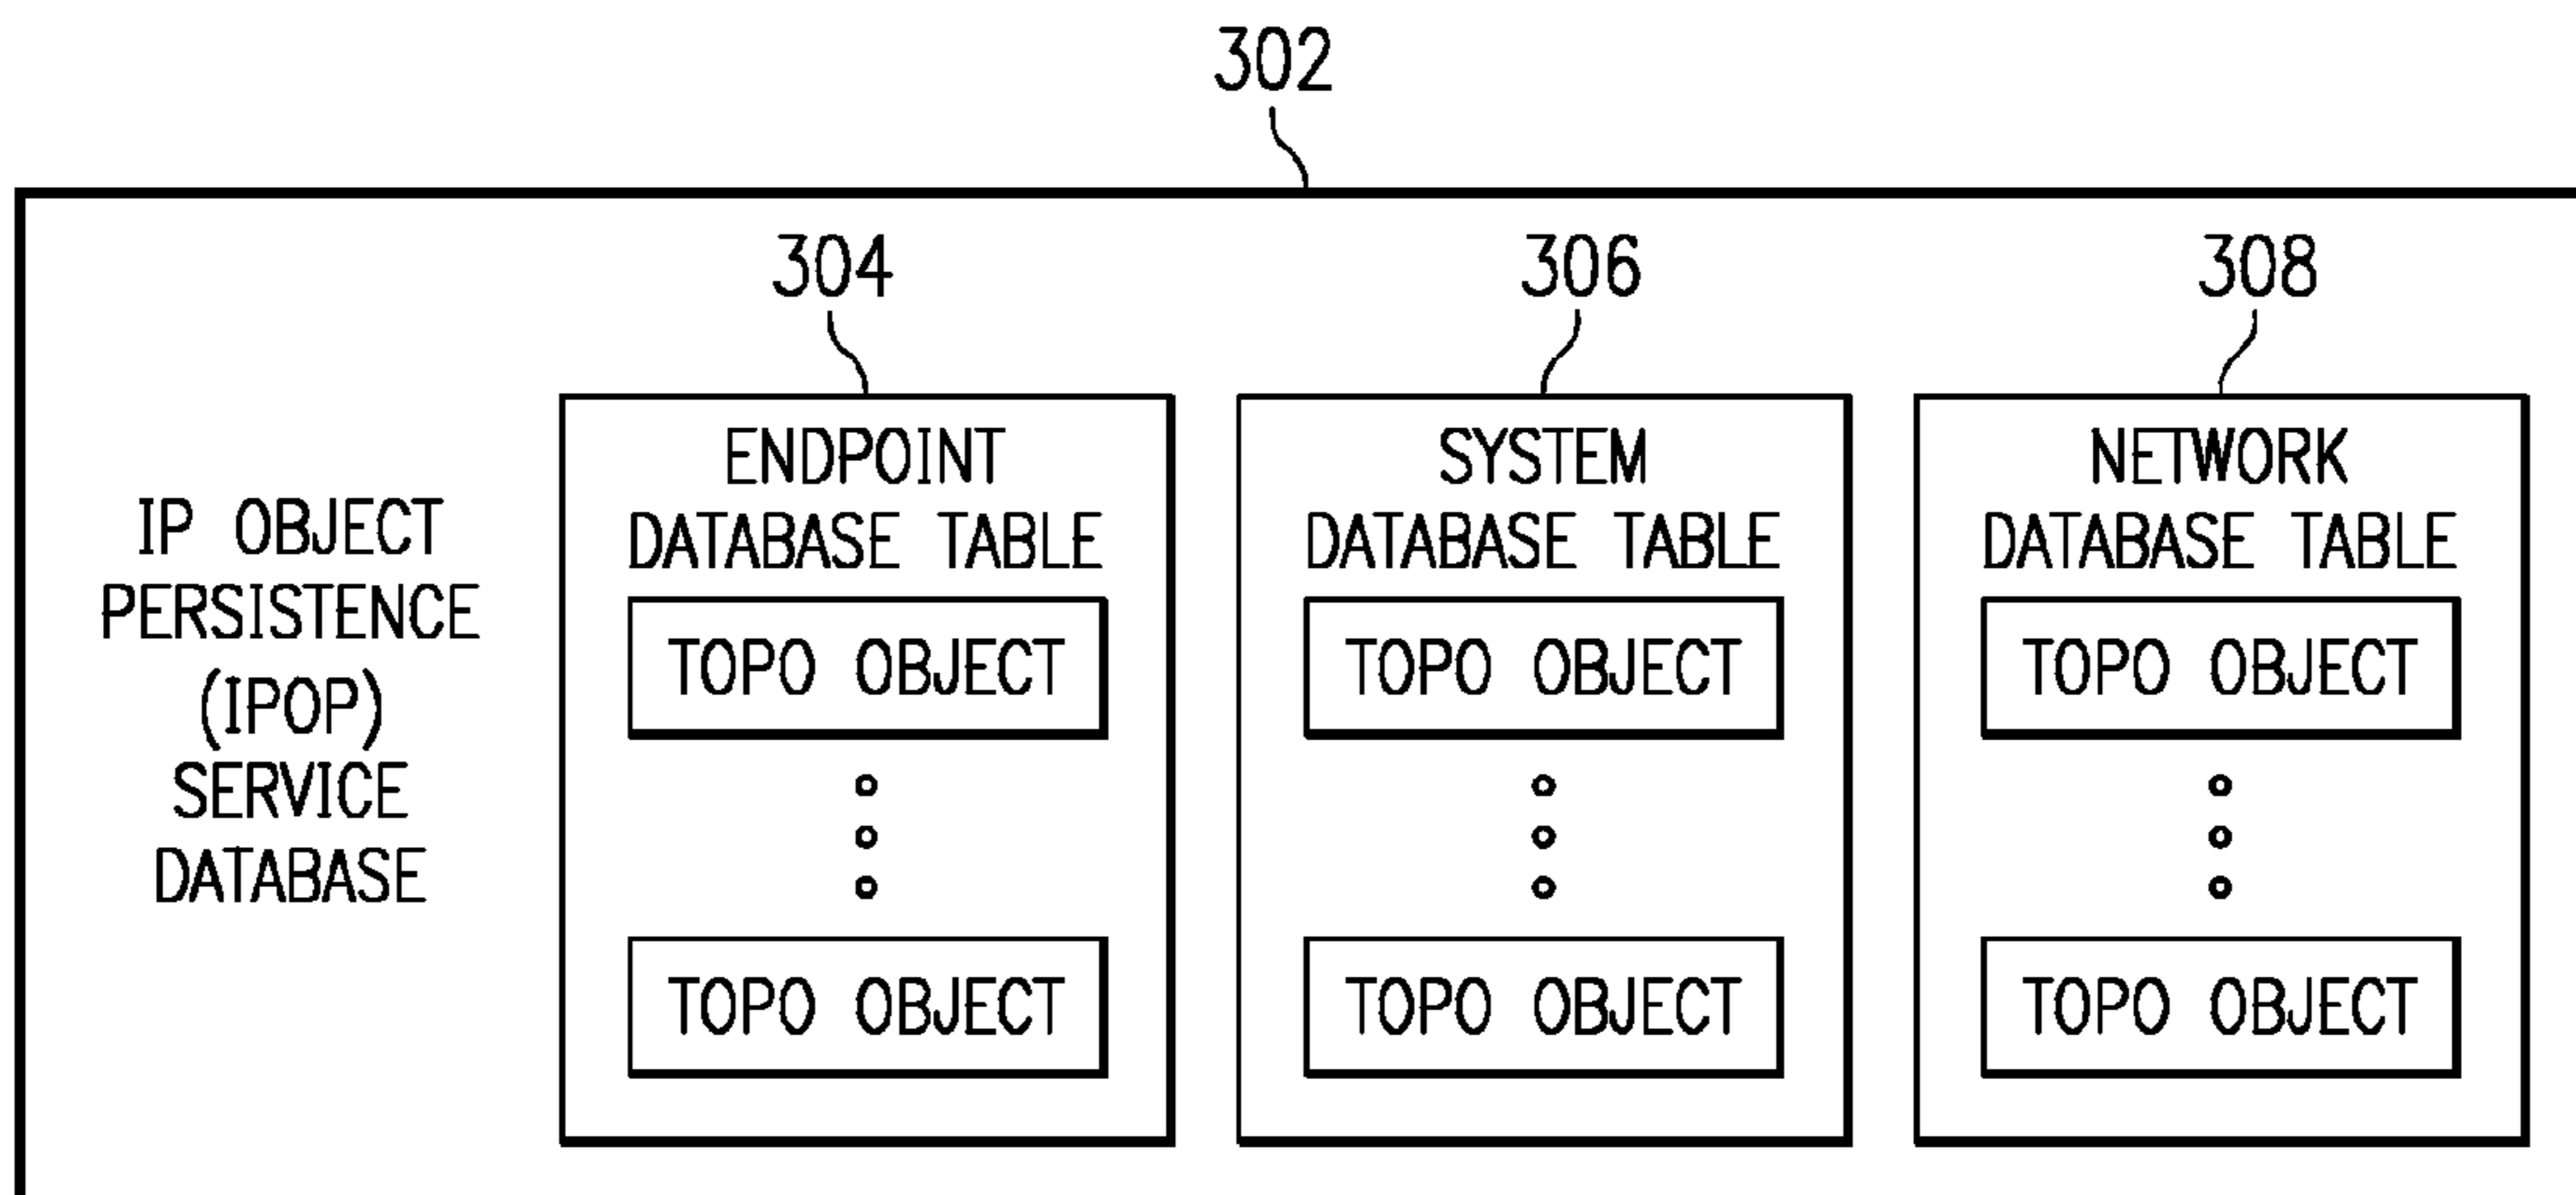 302
304
306
308
IP OBJECT
PERSISTENCE
(IPOP)
SERVICE
DATABASE
ENDPOINT
DATABASE TABLE
TOPO OBJECT
TOPO OBJECT
SYSTEM
DATABASE TABLE
TOPO OBJECT
TOPO OBJECT
NETWORK
DATABASE TABLE
TOPO OBJECT
TOPO OBJECT